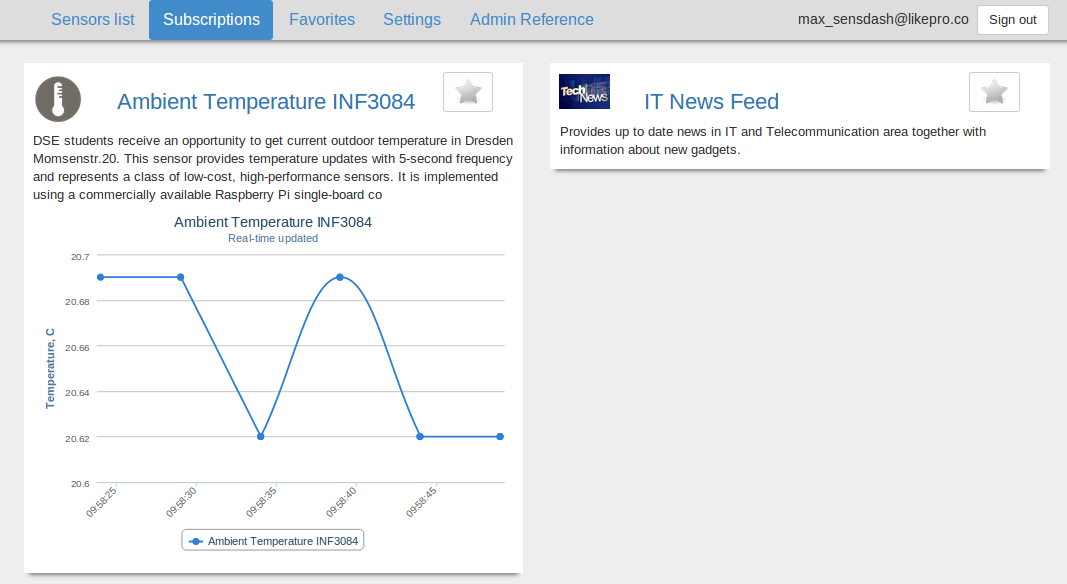 Sensors list Subscriptions Favorites Settings Admin Reference max_sensdash@likepro.co Sign out
Ambient Temperature INF3084
DSE students receive an opportunity to get current outdoor temperature in Dresden
Momsenstr.20. This sensor provides temperature updates with 5-second frequency
and represents a class of low-cost, high-performance sensors. It is implemented
using a commercially available Raspberry Pi single-board co
Ambient Temperature INF3084
Real-time updated
Temperature, C
20.7
20.68
20.66
20.64
20.62
20.6
09:58:25 09:58:30 09:58:35 09:58:40 09:58:45
Ambient Temperature INF3084
Tech News
IT News Feed
Provides up to date news in IT and Telecommunication area together with
information about new gadgets.